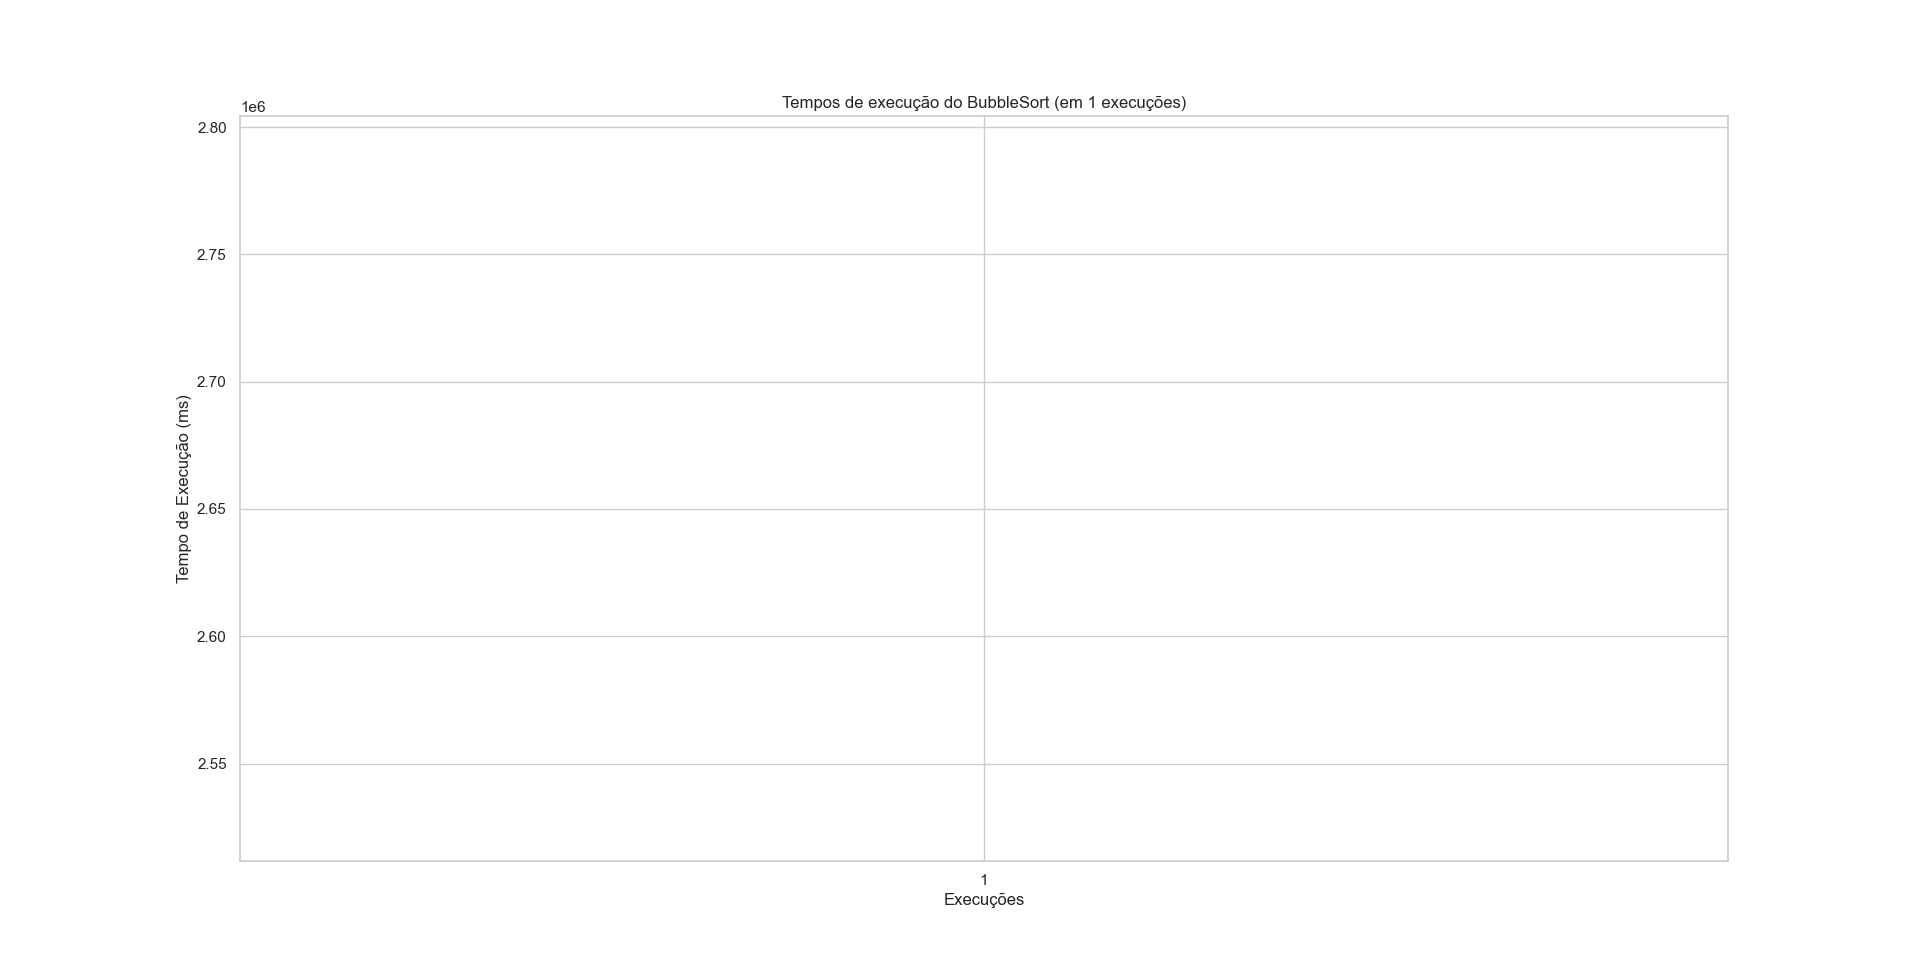 Tempos de execução do BubbleSort (em 1 execuções)
1e6
2.80
2.75
2.70
2.65
2.60
2.55
Tempo de Execução (ms)
1
Execuções